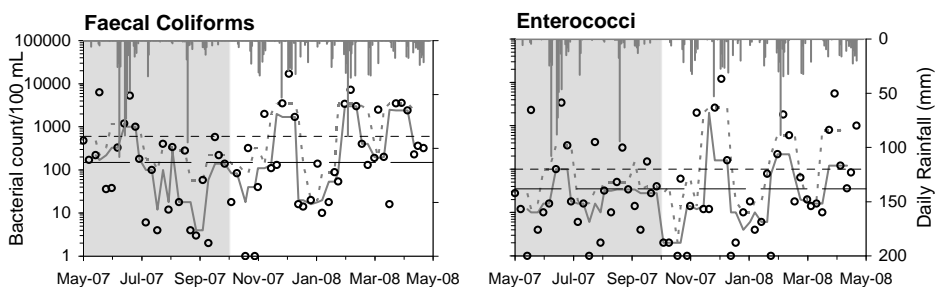 Faecal Coliforms
Enterococci
Bacterial count/100 mL
100000
10000
1000
100
10
1
May-07 Jul-07 Sep-07 Nov-07 Jan-08 Mar-08 May-08
May-07 Jul-07 Sep-07 Nov-07 Jan-08 Mar-08 May-08
0
50
100
150
200
Daily Rainfall (mm)